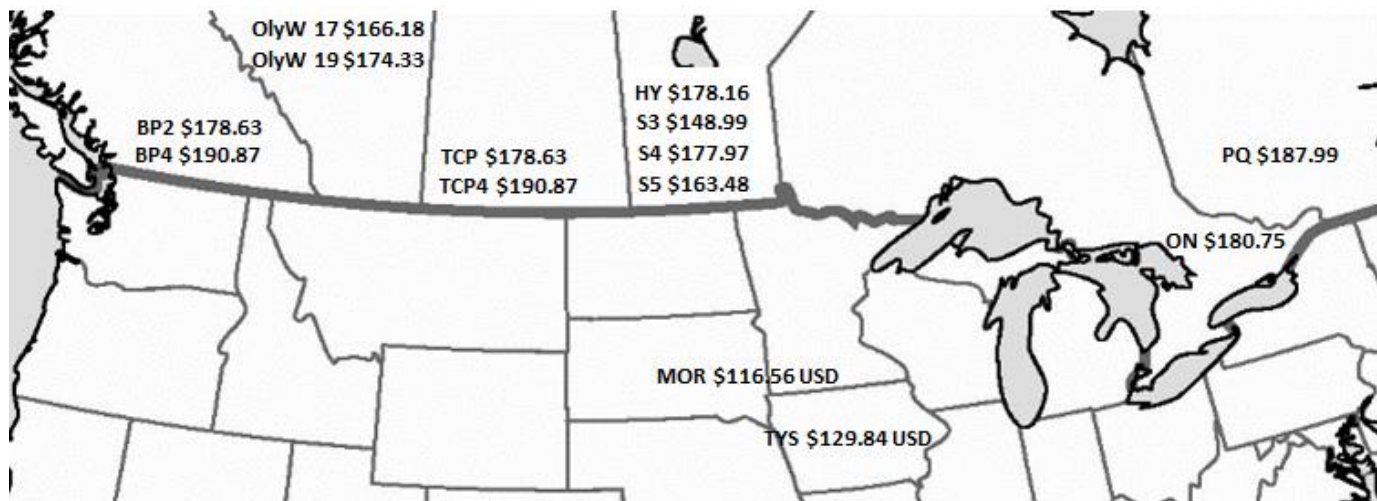 OlyW 17 $166.18
OlyW 19 $174.33
BP2 $178.63
BP4 $190.87
TCP $178.63
TCP4 $190.87
HY $178.16
S3 $148.99
S4 $177.97
S5 $163.48
PQ $187.99
ON $180.75
MOR $116.56 USD
TYS $129.84 USD